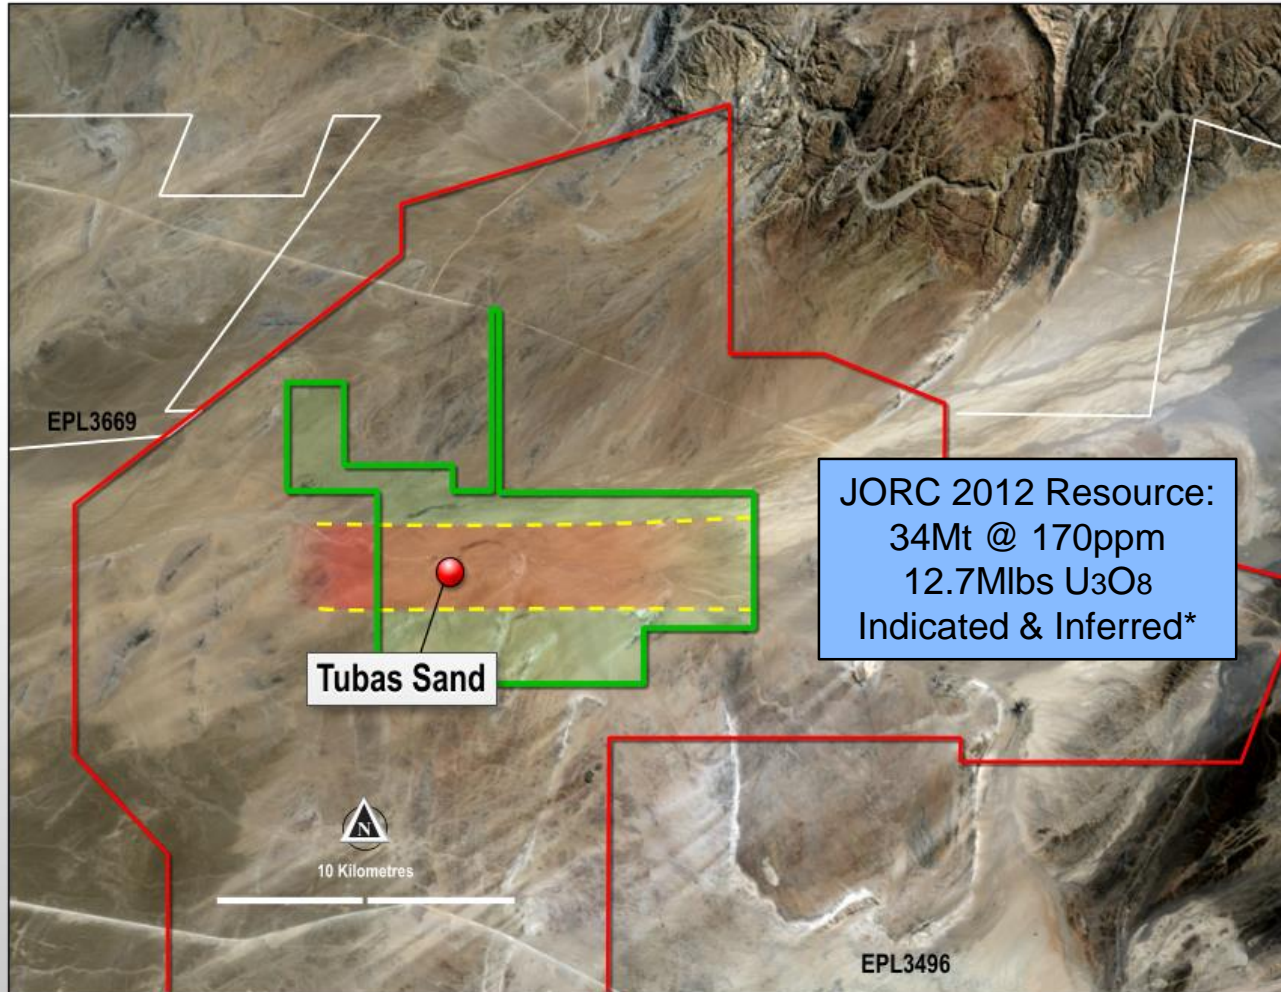 EPL3669
JORC 2012 Resource:
34Mt @ 170ppm
12.7Mlbs U3O8
Indicated & Inferred*
Tubas Sand
N
10 Kilometres
EPL3496